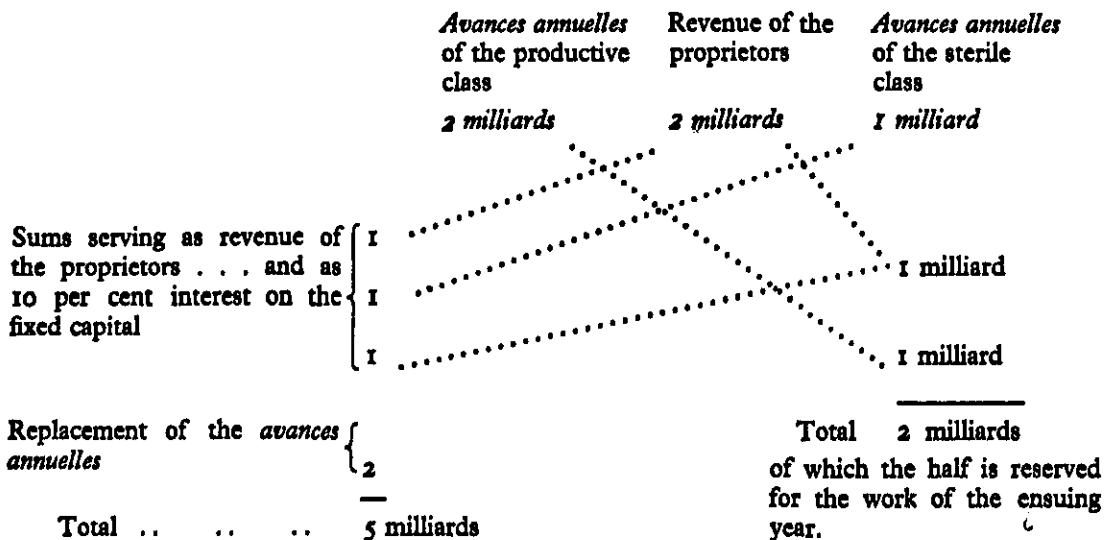 Avances annuelles
of the productive
class
2 milliards
Revenue of the
proprietors
2 milliards
Avances annuelles
of the sterile
class
1 milliard
Sums serving as revenue of
the proprietors . . . and as
10 per cent interest on the
fixed capital
1
1
1
1 milliard
1 milliard
Replacement of the avances
annuelles
2
Total .. .. .. 5 milliards
Total 2 milliards
of which the half is reserved
for the work of the ensuing
year.